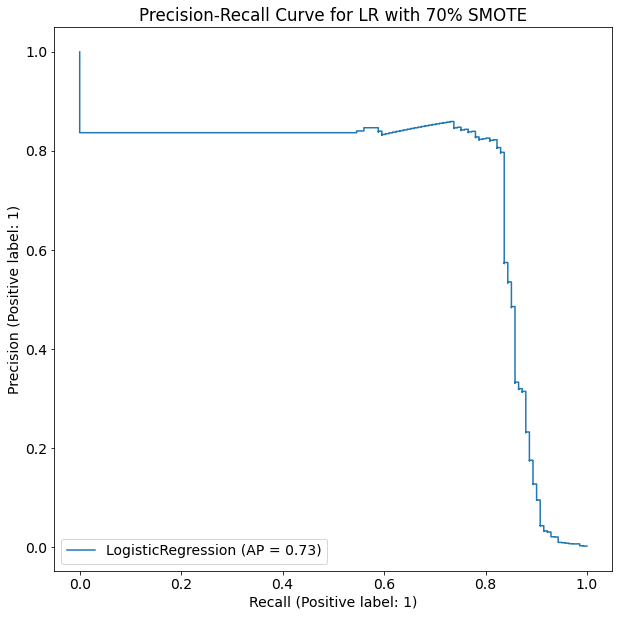 Precision-Recall Curve for LR with 70% SMOTE
Precision (Positive label: 1)
1.0
0.8
0.6
0.4
0.2
0.0
LogisticRegression (AP = 0.73)
0.0 0.2 0.4 0.6 0.8 1.0
Recall (Positive label: 1)